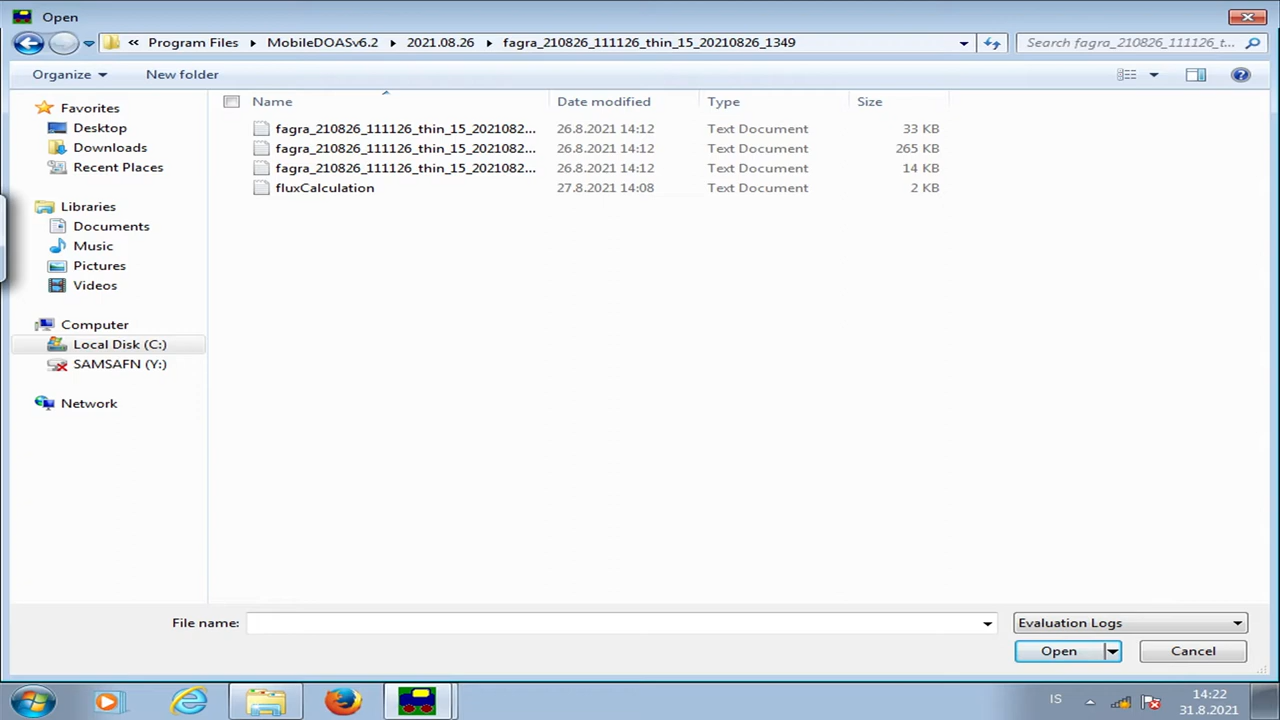 Open
« Program Files MobileDOASv6.2 2021.08.26 fagra_210826_111126_thin_15_20210826_1349
Search fagra_210826_111126_t...
Organize New folder
Name Date modified Type Size
Favorites
Desktop
Downloads
Recent Places
Libraries
Documents
Music
Pictures
Videos
Computer
Local Disk (C:)
SAMSAFN (Y:)
Network
fagra_210826_111126_thin_15_2021082... 26.8.2021 14:12 Text Document 33 KB
fagra_210826_111126_thin_15_2021082... 26.8.2021 14:12 Text Document 265 KB
fagra_210826_111126_thin_15_2021082... 26.8.2021 14:12 Text Document 14 KB
fluxCalculation 27.8.2021 14:08 Text Document 2 KB
File name: Evaluation Logs
Open Cancel
IS 14:22
31.8.2021